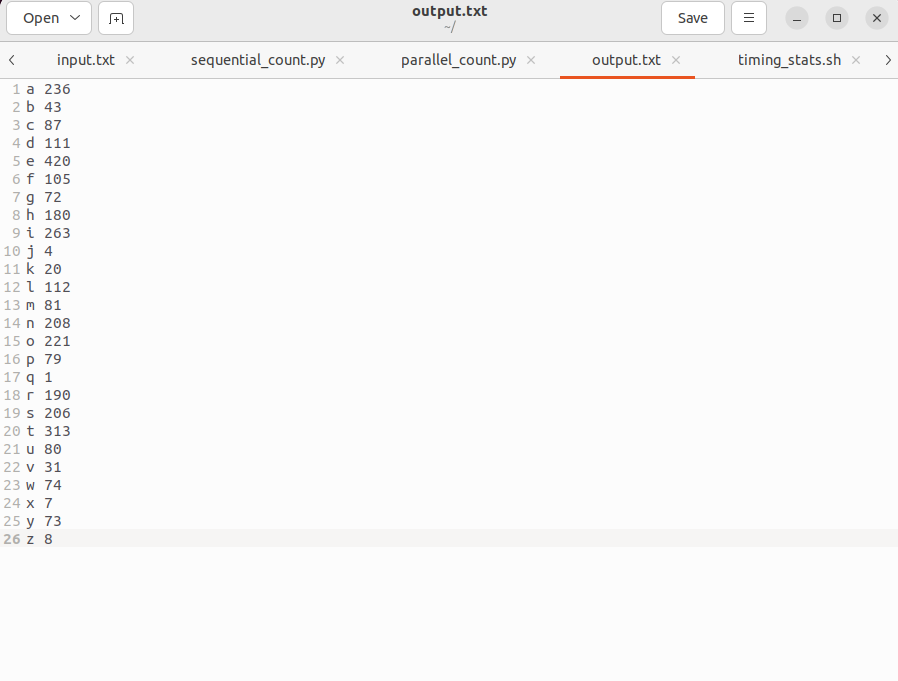 Open
output.txt
~/
Save
input.txt
sequential_count.py
parallel_count.py
output.txt
timing_stats.sh
1 a 236
2 b 43
3 c 87
4 d 111
5 e 420
6 f 105
7 g 72
8 h 180
9 i 263
10 j 4
11 k 20
12 l 112
13 m 81
14 n 208
15 o 221
16 p 79
17 q 1
18 r 190
19 s 206
20 t 313
21 u 80
22 v 31
23 w 74
24 x 7
25 y 73
26 z 8